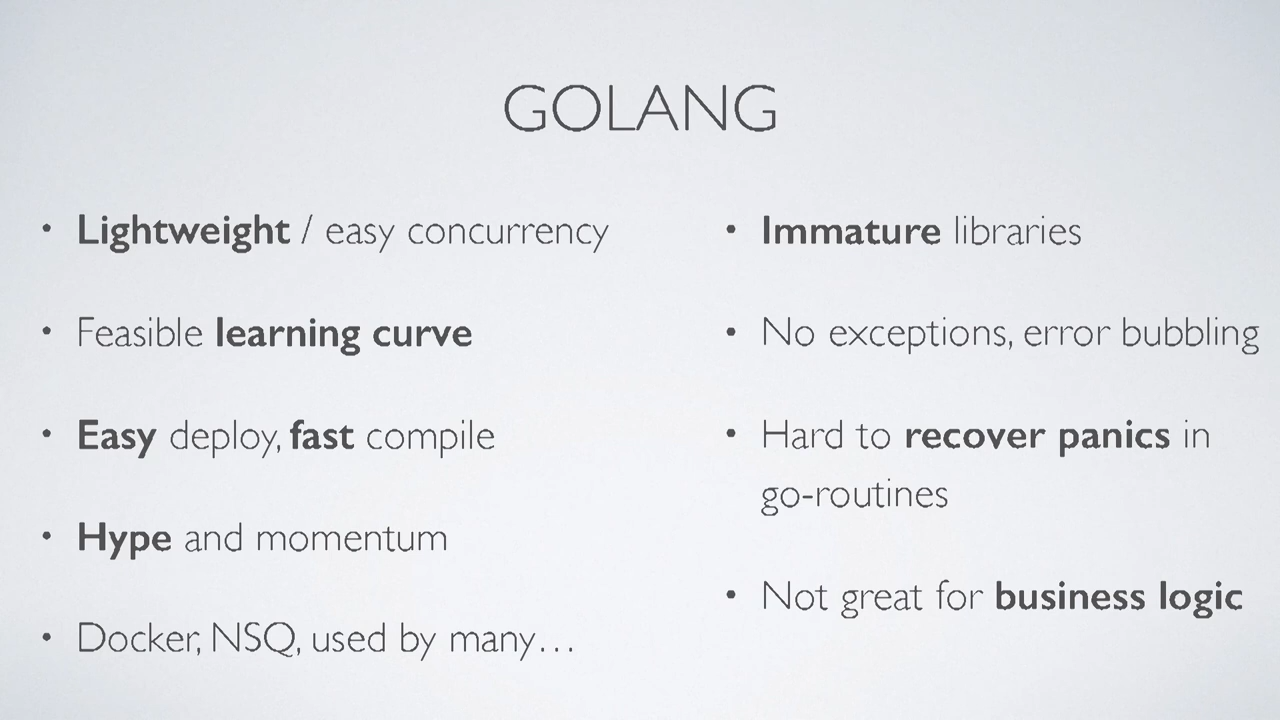 GOLANG
• Lightweight / easy concurrency
• Feasible learning curve
• Easy deploy, fast compile
• Hype and momentum
• Docker, NSQ, used by many…
• Immature libraries
• No exceptions, error bubbling
• Hard to recover panics in
go-routines
• Not great for business logic